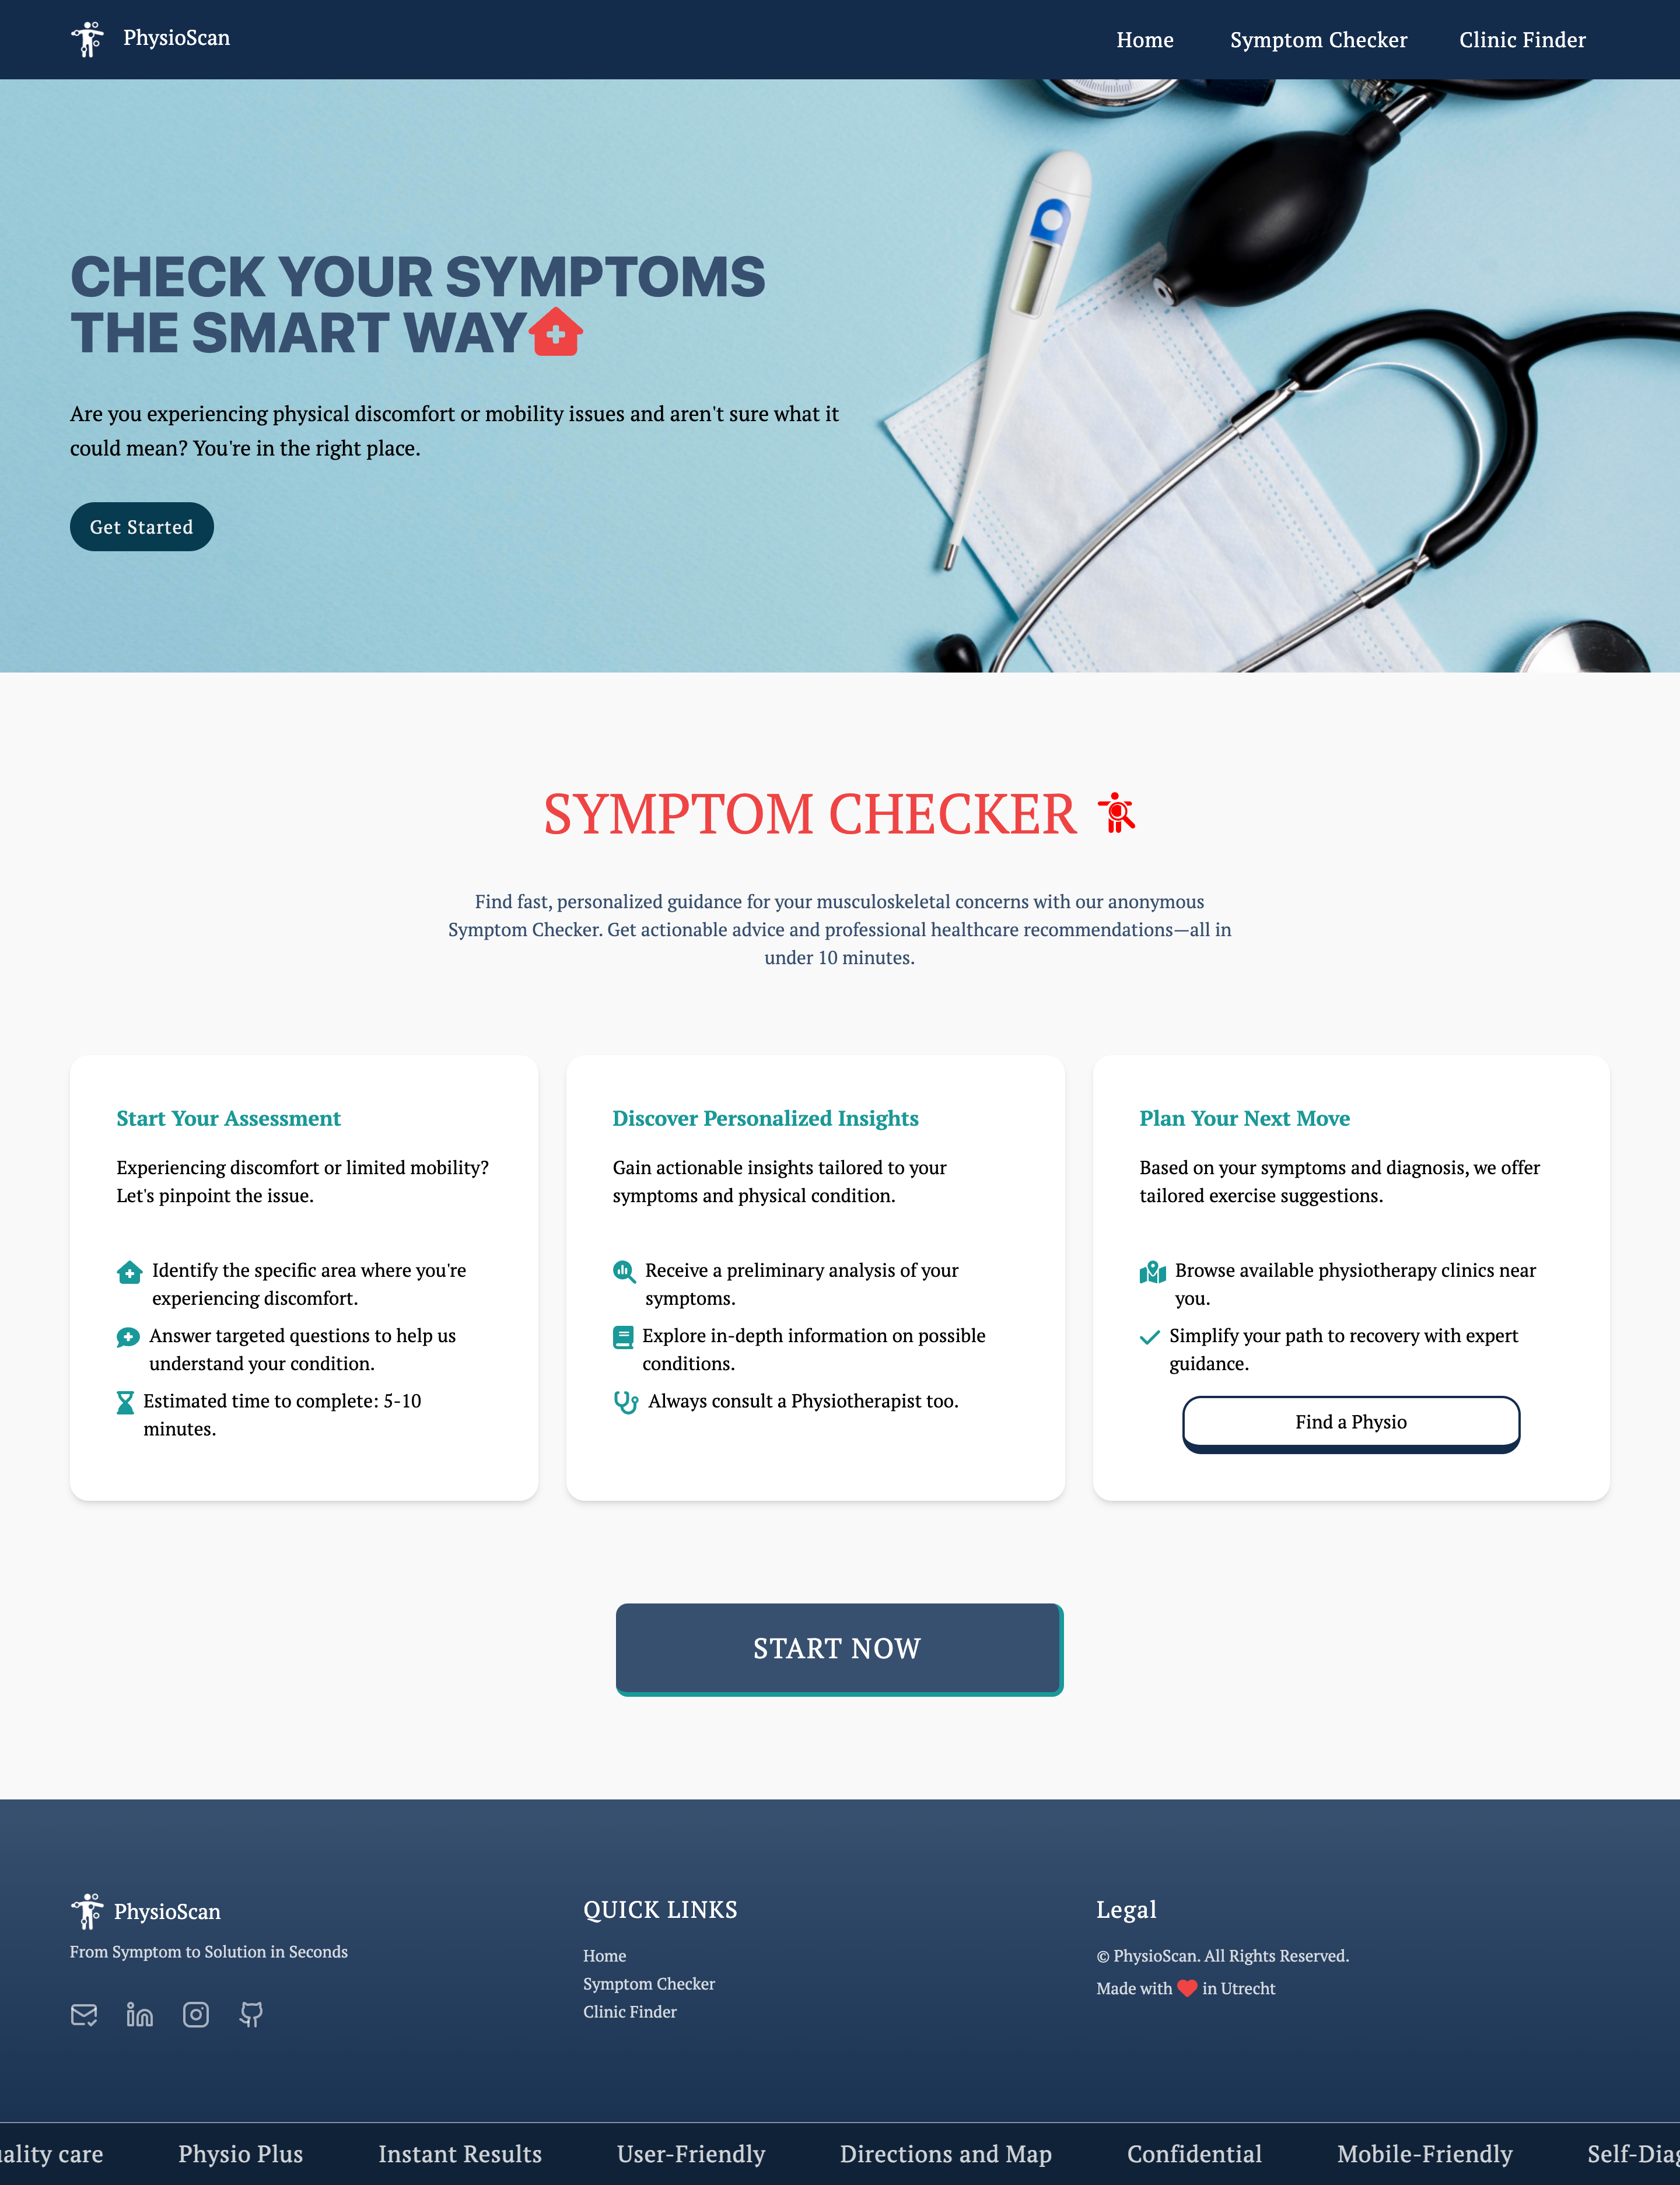 PhysioScan
Home
Symptom Checker
Clinic Finder
CHECK YOUR SYMPTOMS
THE SMART WAY
Are you experiencing physical discomfort or mobility issues and aren't sure what it
could mean? You're in the right place.
Get Started
SYMPTOM CHECKER
Find fast, personalized guidance for your musculoskeletal concerns with our anonymous
Symptom Checker. Get actionable advice and professional healthcare recommendations—all in
under 10 minutes.
Start Your Assessment
Experiencing discomfort or limited mobility?
Let's pinpoint the issue.
Identify the specific area where you're
experiencing discomfort.
Answer targeted questions to help us
understand your condition.
Estimated time to complete: 5-10
minutes.
Discover Personalized Insights
Gain actionable insights tailored to your
symptoms and physical condition.
Receive a preliminary analysis of your
symptoms.
Explore in-depth information on possible
conditions.
Always consult a Physiotherapist too.
Plan Your Next Move
Based on your symptoms and diagnosis, we offer
tailored exercise suggestions.
Browse available physiotherapy clinics near
you.
Simplify your path to recovery with expert
guidance.
Find a Physio
START NOW
PhysioScan
From Symptom to Solution in Seconds
QUICK LINKS
Home
Symptom Checker
Clinic Finder
Legal
© PhysioScan. All Rights Reserved.
Made with ❤ in Utrecht
care
Physio Plus
Instant Results
User-Friendly
Directions and Map
Confidential
Mobile-Friendly